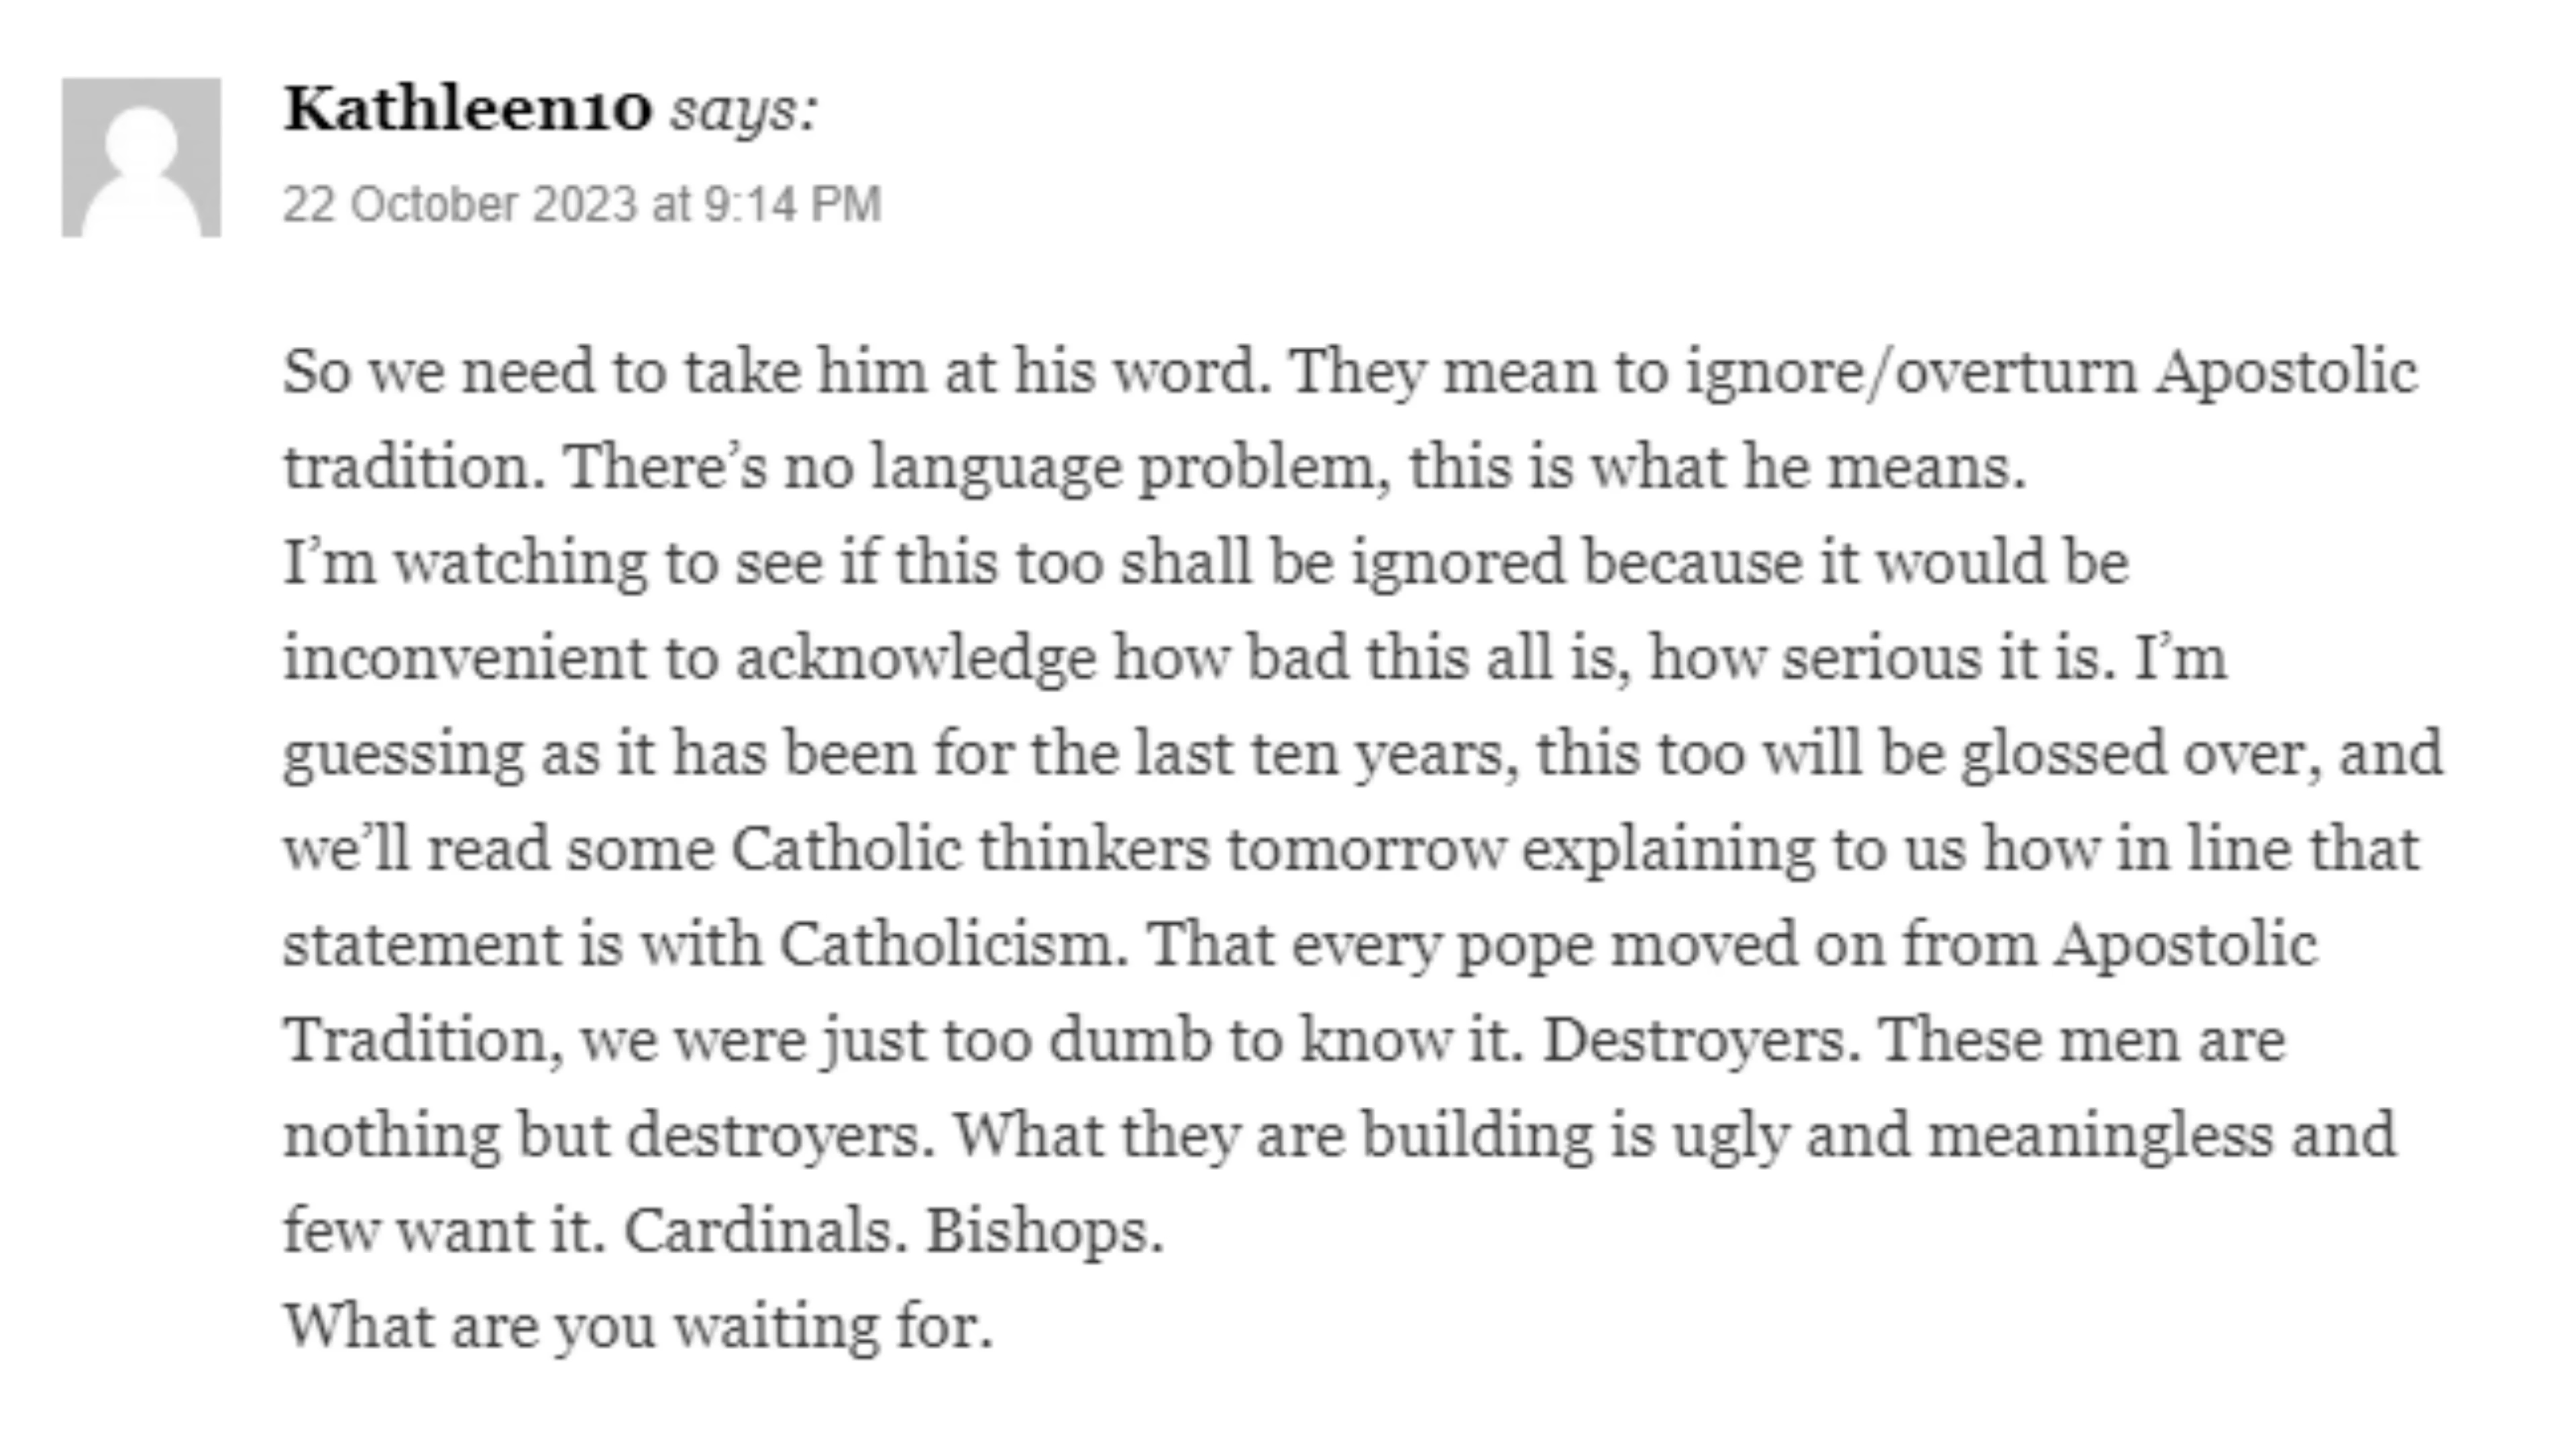 Kathleen10 says:
22 October 2023 at 9:14 PM
So we need to take him at his word. They mean to ignore/overturn Apostolic
tradition. There’s no language problem, this is what he means.
I’m watching to see if this too shall be ignored because it would be
inconvenient to acknowledge how bad this all is, how serious it is. I’m
guessing as it has been for the last ten years, this too will be glossed over, and
we’ll read some Catholic thinkers tomorrow explaining to us how in line that
statement is with Catholicism. That every pope moved on from Apostolic
Tradition, we were just too dumb to know it. Destroyers. These men are
nothing but destroyers. What they are building is ugly and meaningless and
few want it. Cardinals. Bishops.
What are you waiting for.